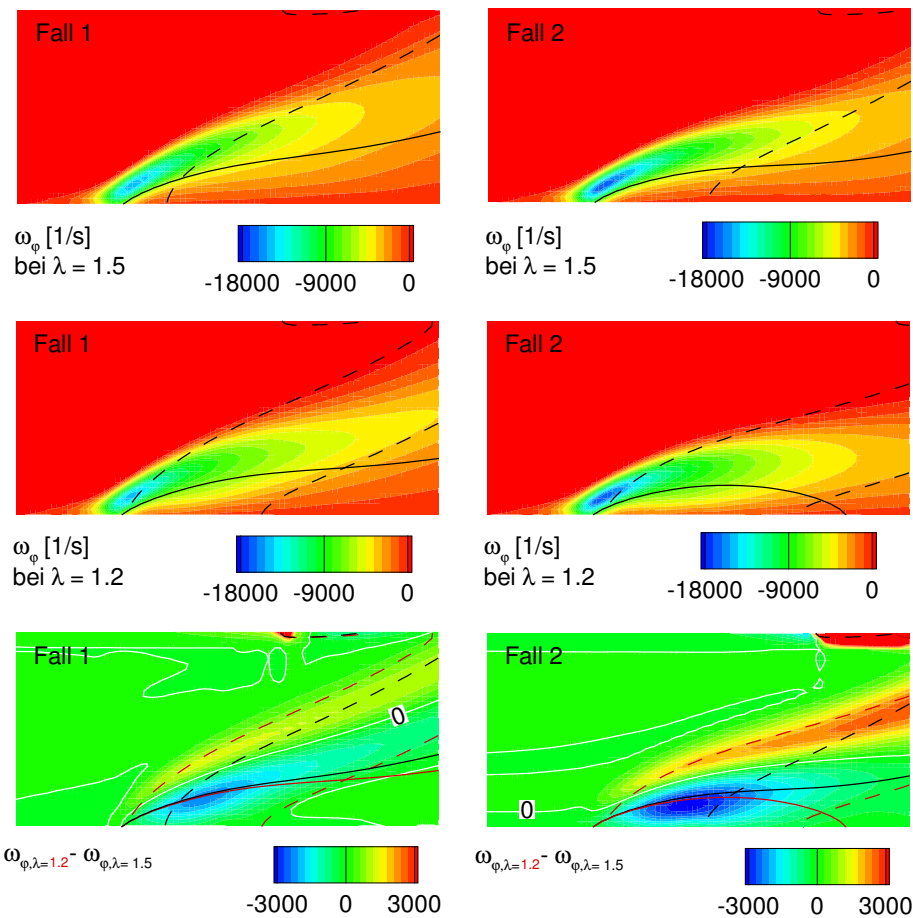 Fall 1
Fall 2
ω_φ [1/s]
bei λ = 1.5
-18000 -9000 0
ω_φ [1/s]
bei λ = 1.5
-18000 -9000 0
Fall 1
Fall 2
ω_φ [1/s]
bei λ = 1.2
-18000 -9000 0
ω_φ [1/s]
bei λ = 1.2
-18000 -9000 0
Fall 1
0
Fall 2
0
ω_φ,λ=1.2 - ω_φ,λ=1.5
-3000 0 3000
ω_φ,λ=1.2 - ω_φ,λ=1.5
-3000 0 3000